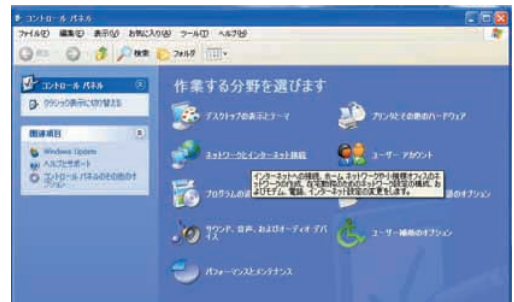 コントロール パネル
ファイル(F) 編集(E) 表示(V) お気に入り(A) ツール(T) ヘルプ(H)
戻る 検索 フォルダ
コントロール パネル
クラシック表示に切り替える
関連項目
Windows Update
ヘルプとサポート
コントロール パネルのその他のオプション
作業する分野を選びます
デスクトップの表示とテーマ
プリンタとその他のハードウェア
ネットワークとインターネット接続
ユーザー アカウント
インターネットへの接続、ホーム ネットワークや小規模オフィスのネ
ットワークの作成、在宅勤務のためのネットワーク設定の構成、お
よびモデム、電話、インターネット設定の変更をします。
プログラムの追
語のオプション
サウンド、音声、およびオーディオ デバ
イス
ユーザー補助のオプション
パフォーマンスとメンテナンス